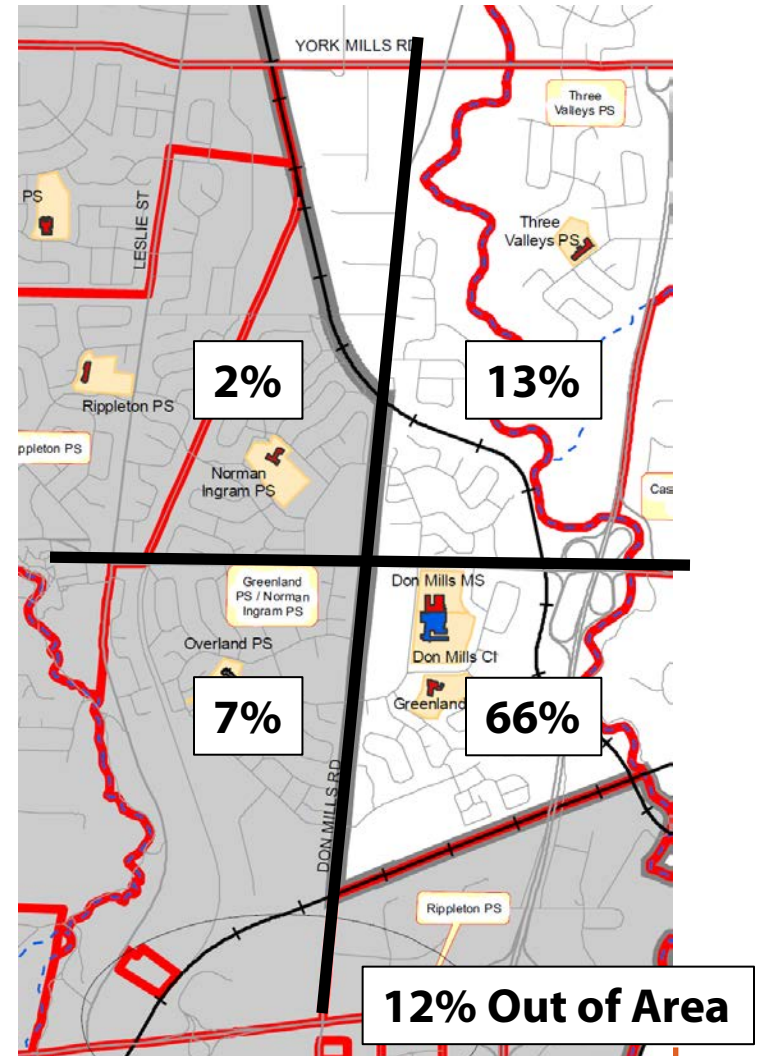 YORK MILLS RD
Three
Valleys PS
PS
LESLIE ST
Three
Valleys PS
2%
13%
Rippleton PS
ppleton PS
Norman
Ingram PS
Cas
Greenland
PS / Norman
Ingram PS
Don Mills MS
Overland PS
Don Mills CI
Greenland
7%
66%
DON MILLS RD
Rippleton PS
12% Out of Area